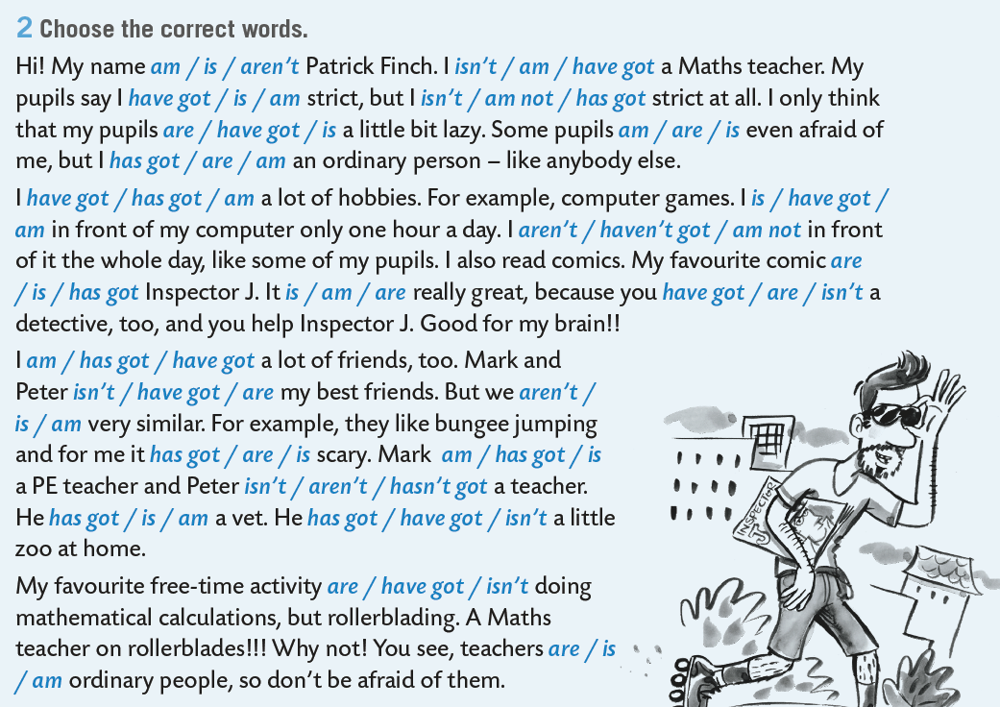 2 Choose the correct words.
Hi! My name am / is / aren't Patrick Finch. I isn't / am / have got a Maths teacher. My
pupils say I have got / is / am strict, but I isn't / am not / has got strict at all. I only think
that my pupils are / have got / is a little bit lazy. Some pupils am / are / is even afraid of
me, but I has got / are / am an ordinary person – like anybody else.
I have got / has got / am a lot of hobbies. For example, computer games. I is / have got /
am in front of my computer only one hour a day. I aren't / haven't got / am not in front
of it the whole day, like some of my pupils. I also read comics. My favourite comic are
/ is / has got Inspector J. It is / am / are really great, because you have got / are / isn't a
detective, too, and you help Inspector J. Good for my brain!!
I am / has got / have got a lot of friends, too. Mark and
Peter isn't / have got / are my best friends. But we aren't /
is / am very similar. For example, they like bungee jumping
and for me it has got / are / is scary. Mark am / has got / is
a PE teacher and Peter isn't / aren't / hasn't got a teacher.
He has got / is / am a vet. He has got / have got / isn't a little
zoo at home.
My favourite free-time activity are / have got / isn't doing
mathematical calculations, but rollerblading. A Maths
teacher on rollerblades!!! Why not! You see, teachers are / is
/ am ordinary people, so don't be afraid of them.
INSPECTOR
J